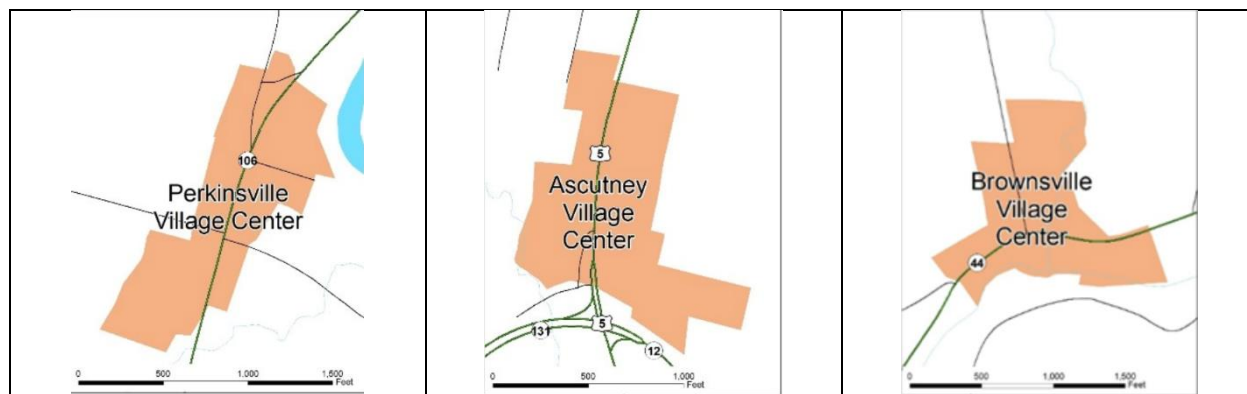 106
Perkinsville
Village Center
0 500 1,000 1,500
Feet
5
Ascutney
Village
Center
131
5
12
0 500 1,000
Feet
Brownsville
Village
Center
44
0 500 1,000 1,500
Feet